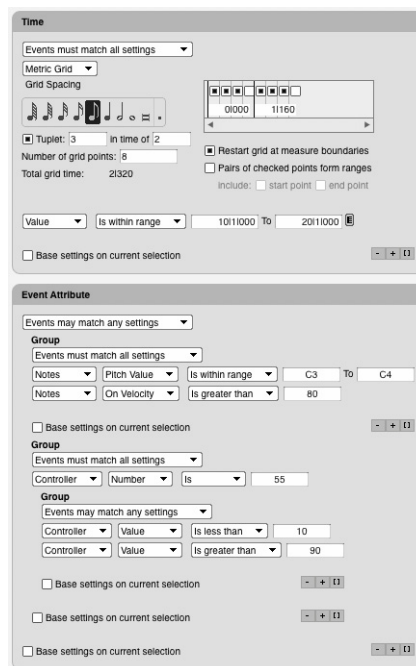 Time
Events must match all settings
Metric Grid
Grid Spacing
0|000 1|160
Tuplet: 3 in time of 2
Number of grid points: 8
Total grid time: 2|320
Restart grid at measure boundaries
Pairs of checked points form ranges
include: start point end point
Value Is within range 10|1|000 To 20|1|000 E
Base settings on current selection - + []
Event Attribute
Events may match any settings
Group
Events must match all settings
Notes Pitch Value Is within range C3 To C4
Notes On Velocity Is greater than 80
Base settings on current selection - + []
Group
Events must match all settings
Controller Number Is 55
Group
Events may match any settings
Controller Value Is less than 10
Controller Value Is greater than 90
Base settings on current selection - + []
Base settings on current selection - + []
Base settings on current selection - + []